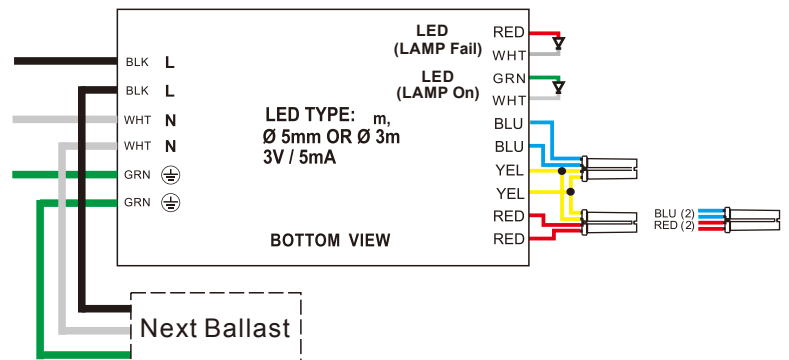 LED
(LAMP Fail)
RED
WHT
LED
(LAMP On)
GRN
WHT
BLK L
BLK L
WHT N
WHT N
GRN
GRN
LED TYPE: m,
Ø 5mm OR Ø 3m
3V / 5mA
BLU
BLU
YEL
YEL
RED
RED
BLU (2)
RED (2)
BOTTOM VIEW
Next Ballast